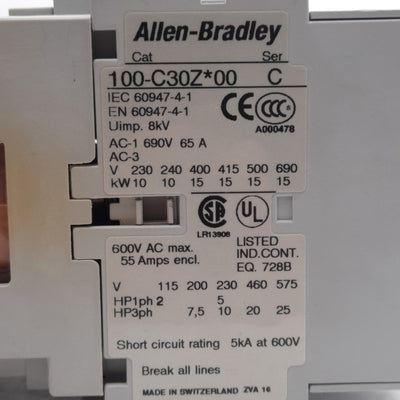 Allen-Bradley
Cat Ser
100-C30Z*00 C
IEC 60947-4-1
EN 60947-4-1
Uimp. 8kV
CE CCC
A000478
AC-1 690V 65 A
AC-3
V 230 240 400 415 500 690
kW 10 10 15 15 15 15
SA UL
LR13908
600V AC max.
55 Amps encl.
LISTED
IND.CONT.
EQ. 728B
V 115 200 230 460 575
HP1ph 2 5
HP3ph 7,5 10 20 25
Short circuit rating 5kA at 600V
Break all lines
MADE IN SWITZERLAND ZVA 16